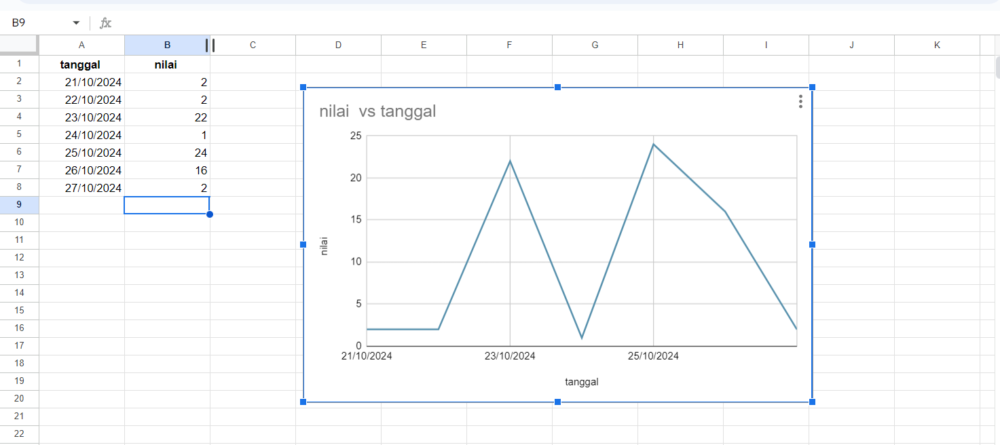 B9 fx
A B C D E F G H I J K
1 tanggal nilai
2 21/10/2024 2
3 22/10/2024 2
4 23/10/2024 22
5 24/10/2024 1
6 25/10/2024 24
7 26/10/2024 16
8 27/10/2024 2
9
10
11
12
13
14
15
16
17
18
19
20
21
22
nilai vs tanggal
25
20
15
10
5
0
nilai
21/10/2024 23/10/2024 25/10/2024
tanggal